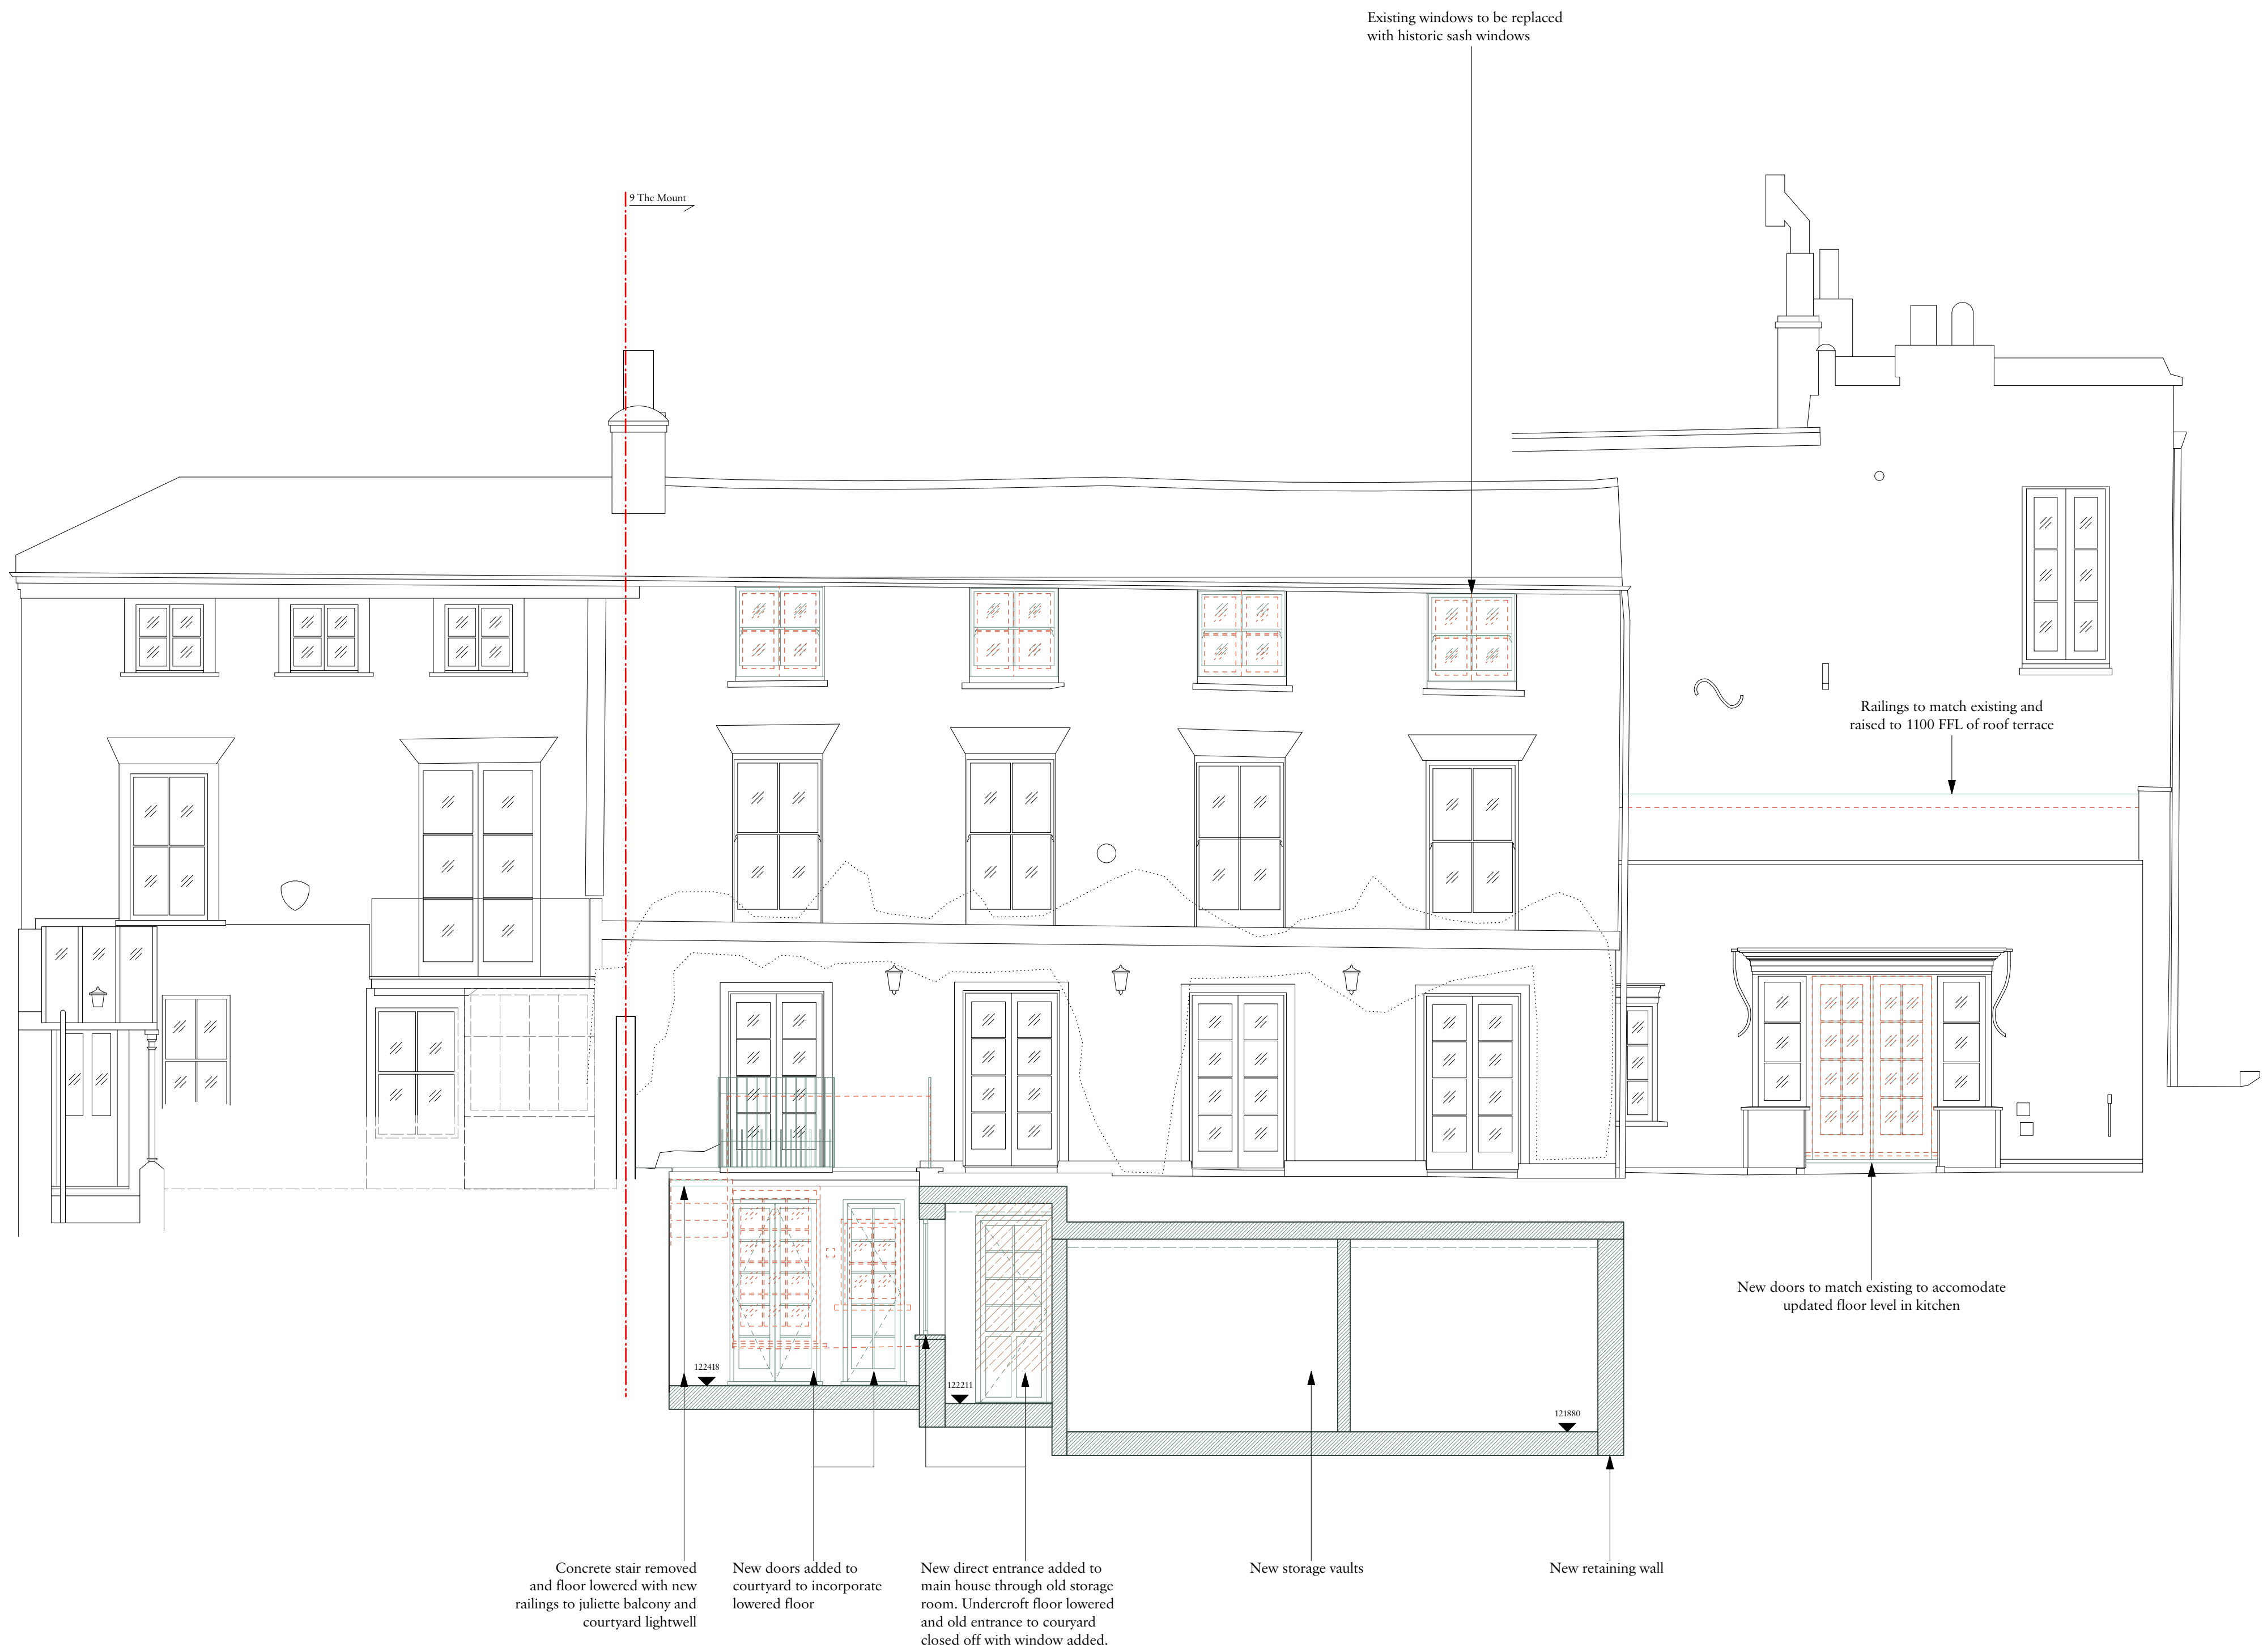 Existing windows to be replaced
with historic sash windows
9 The Mount
Railings to match existing and
raised to 1100 FFL of roof terrace
New doors to match existing to accomodate
updated floor level in kitchen
122418
122211
121880
Concrete stair removed
and floor lowered with new
railings to juliette balcony and
courtyard lightwell
New doors added to
courtyard to incorporate
lowered floor
New direct entrance added to
main house through old storage
room. Undercroft floor lowered
and old entrance to couryard
closed off with window added.
New storage vaults
New retaining wall